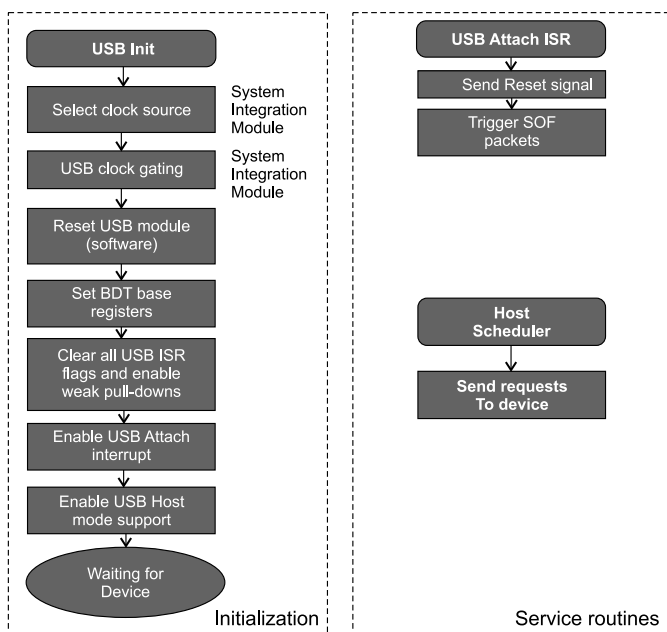 USB Init
Select clock source
System
Integration
Module
USB clock gating
System
Integration
Module
Reset USB module
(software)
Set BDT base
registers
Clear all USB ISR
flags and enable
weak pull-downs
Enable USB Attach
interrupt
Enable USB Host
mode support
Waiting for
Device
Initialization
USB Attach ISR
Send Reset signal
Trigger SOF
packets
Host
Scheduler
Send requests
To device
Service routines